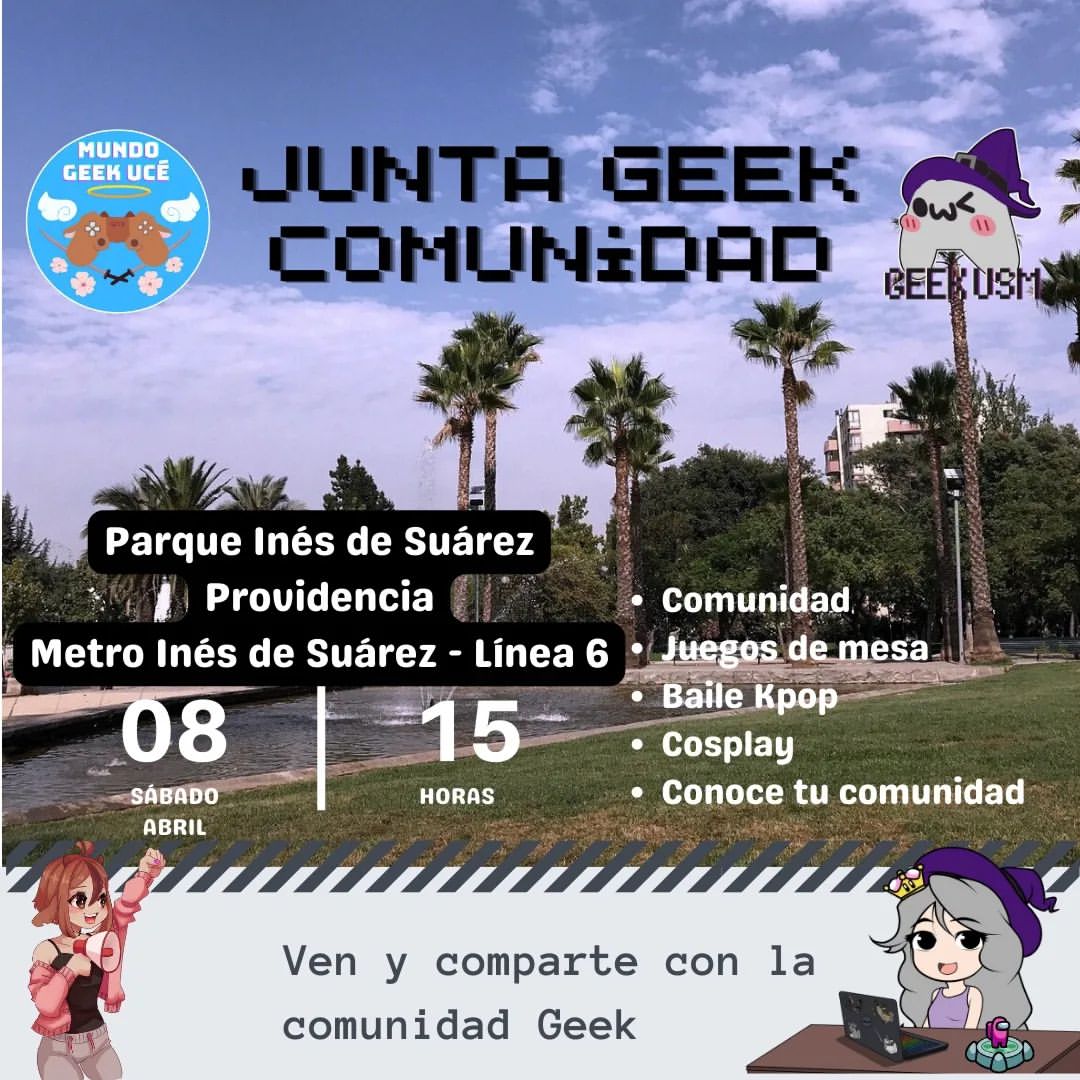 MUNDO
GEEK UCÉ
JUNTA GEEK
COMUNiDAD
OWO
GEEK USM
Parque Inés de Suárez
Providencia
Metro Inés de Suárez - Línea 6
08
SÁBADO
ABRIL
15
HORAS
• Comunidad
• Juegos de mesa
• Baile Kpop
• Cosplay
• Conoce tu comunidad
Ven y comparte con la
comunidad Geek